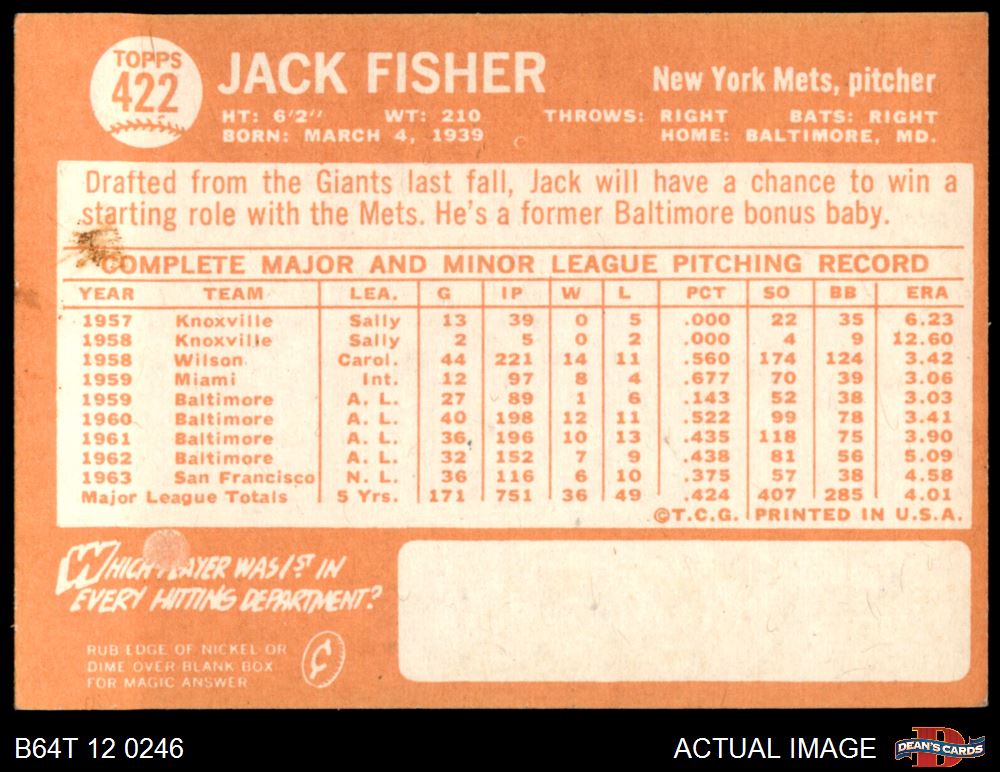 TOPPS
422
JACK FISHER
New York Mets, pitcher
HT: 6'2" WT: 210 THROWS: RIGHT BATS: RIGHT
BORN: MARCH 4, 1939 HOME: BALTIMORE, MD.
Drafted from the Giants last fall, Jack will have a chance to win a
starting role with the Mets. He's a former Baltimore bonus baby.
COMPLETE MAJOR AND MINOR LEAGUE PITCHING RECORD
YEAR TEAM LEA. G IP W L PCT SO BB ERA
1957 Knoxville Sally 13 39 0 5 .000 22 35 6.23
1958 Knoxville Sally 2 5 0 2 .000 4 9 12.60
1958 Wilson Carol. 44 221 14 11 .560 174 124 3.42
1959 Miami Int. 12 97 8 4 .677 70 39 3.06
1959 Baltimore A. L. 27 89 1 6 .143 52 38 3.03
1960 Baltimore A. L. 40 198 12 11 .522 99 78 3.41
1961 Baltimore A. L. 36 196 10 13 .435 118 75 3.90
1962 Baltimore A. L. 32 152 7 9 .438 81 56 5.09
1963 San Francisco N. L. 36 116 6 10 .375 57 38 4.58
Major League Totals 5 Yrs. 171 751 36 49 .424 407 285 4.01
©T.C.G. PRINTED IN U.S.A.
WHICH PLAYER WAS 1ST IN
EVERY HITTING DEPARTMENT?
RUB EDGE OF NICKEL OR
DIME OVER BLANK BOX
FOR MAGIC ANSWER
B64T 12 0246
ACTUAL IMAGE
DEAN'S CARDS